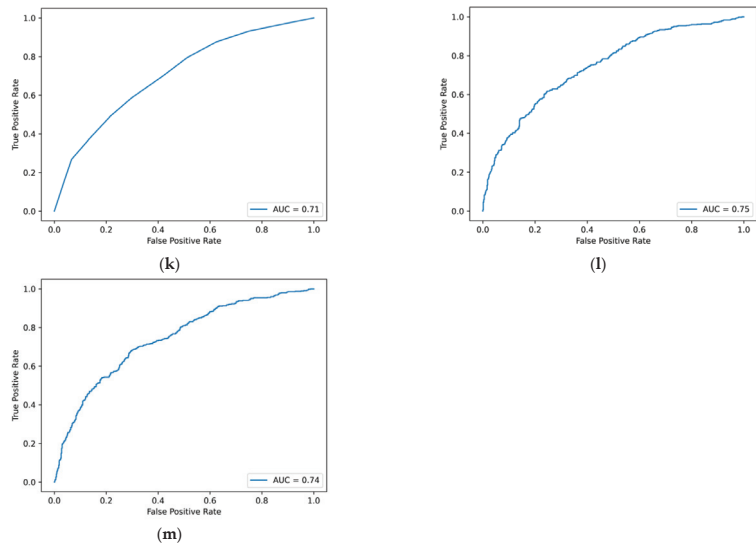 1.0
0.8
0.6
0.4
0.2
0.0
True Positive Rate
AUC = 0.71
0.0 0.2 0.4 0.6 0.8 1.0
False Positive Rate
(k)
1.0
0.8
0.6
0.4
0.2
0.0
True Positive Rate
AUC = 0.75
0.0 0.2 0.4 0.6 0.8 1.0
False Positive Rate
(l)
1.0
0.8
0.6
0.4
0.2
0.0
True Positive Rate
AUC = 0.74
0.0 0.2 0.4 0.6 0.8 1.0
False Positive Rate
(m)